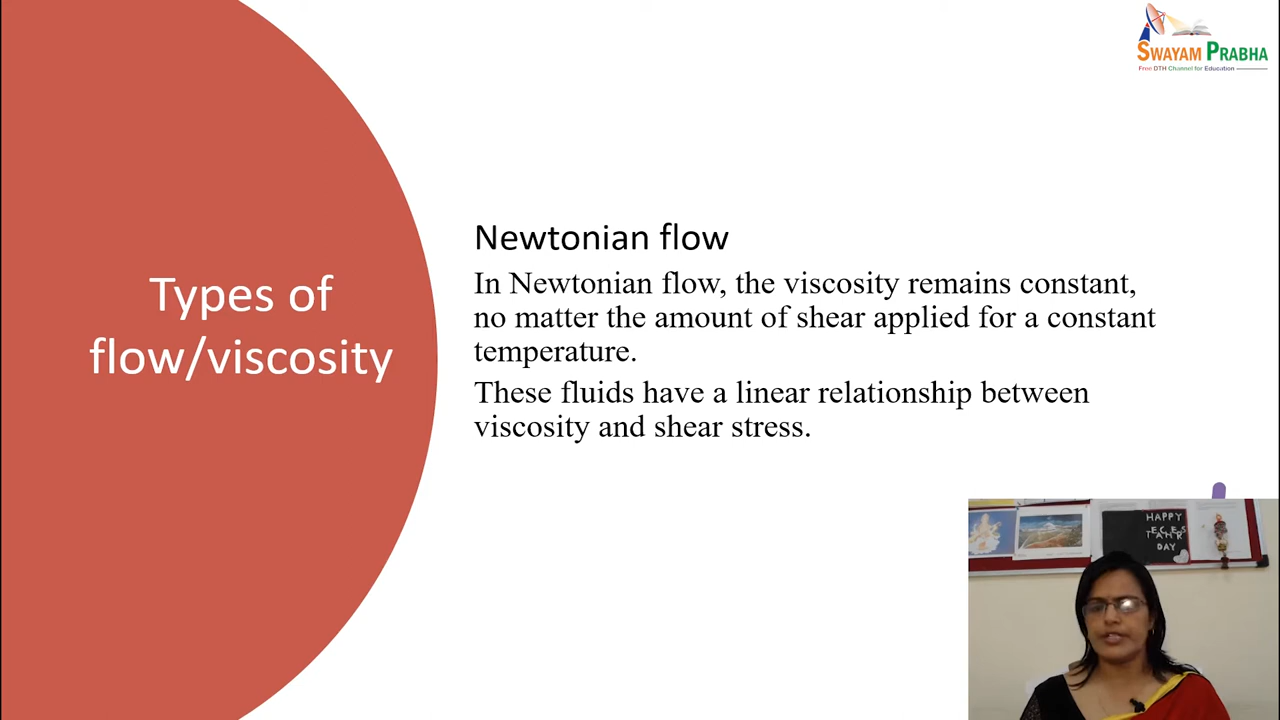 SWAYAM PRABHA
Free DTH Channel for Education
Types of
flow/viscosity
Newtonian flow
In Newtonian flow, the viscosity remains constant,
no matter the amount of shear applied for a constant
temperature.
These fluids have a linear relationship between
viscosity and shear stress.
HAPPY
DAY